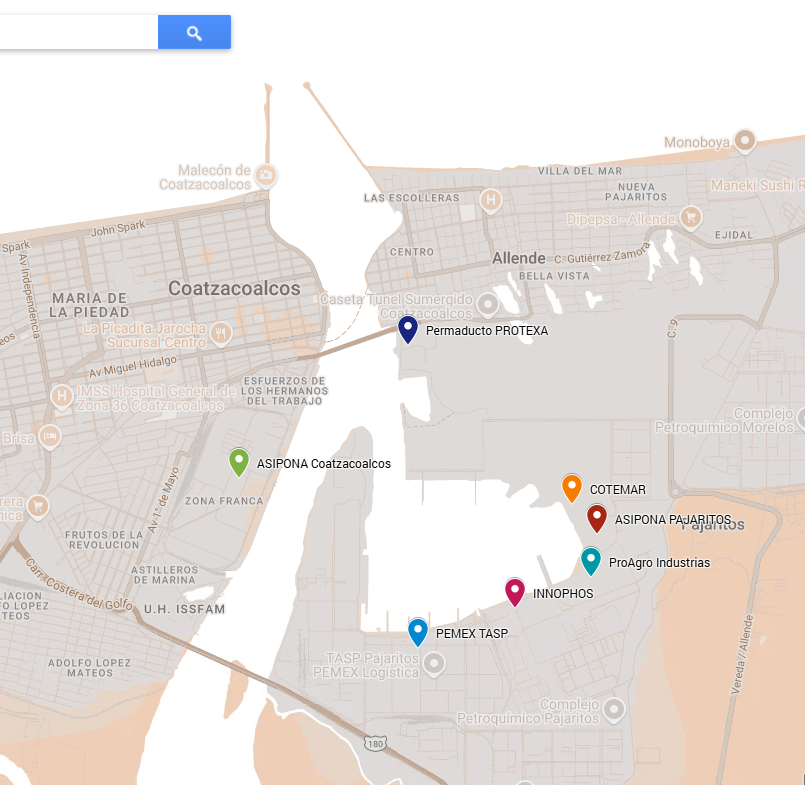 Monoboya
Malecón de
Coatzacoalcos
VILLA DEL MAR
NUEVA
PAJARITOS
Maneki Sushi R
LAS ESCOLLERAS
Dipepsa - Allende
John Spark
Spark
EJIDAL
CENTRO
Allende
C. Gutiérrez Zamora
BELLA VISTA
Av Independencia
Coatzacoalcos
MARIA DE
LA PIEDAD
Caseta Tunel Sumergido
Coatzacoalcos
La Picadita Jarocha
Sucursal Centro
Permaducto PROTEXA
C. 9
Av Miguel Hidalgo
ESFUERZOS DE
LOS HERMANOS
DEL TRABAJO
IMSS Hospital General de
Zona 36 Coatzacoalcos
Complejo
Petroquímico Morelos
Brisa
ASIPONA Coatzacoalcos
COTEMAR
ZONA FRANCA
Av 1° de Mayo
ASIPONA PAJARITOS
Pajaritos
FRUTOS DE LA
REVOLUCION
ProAgro Industrias
ASTILLEROS
DE MARINA
Carr. Costera del Golfo
INNOPHOS
U.H. ISSFAM
PEMEX TASP
Vereda / Allende
TASP Pajaritos
PEMEX Logística
ADOLFO LOPEZ
MATEOS
Complejo
Petroquímico Pajaritos
180